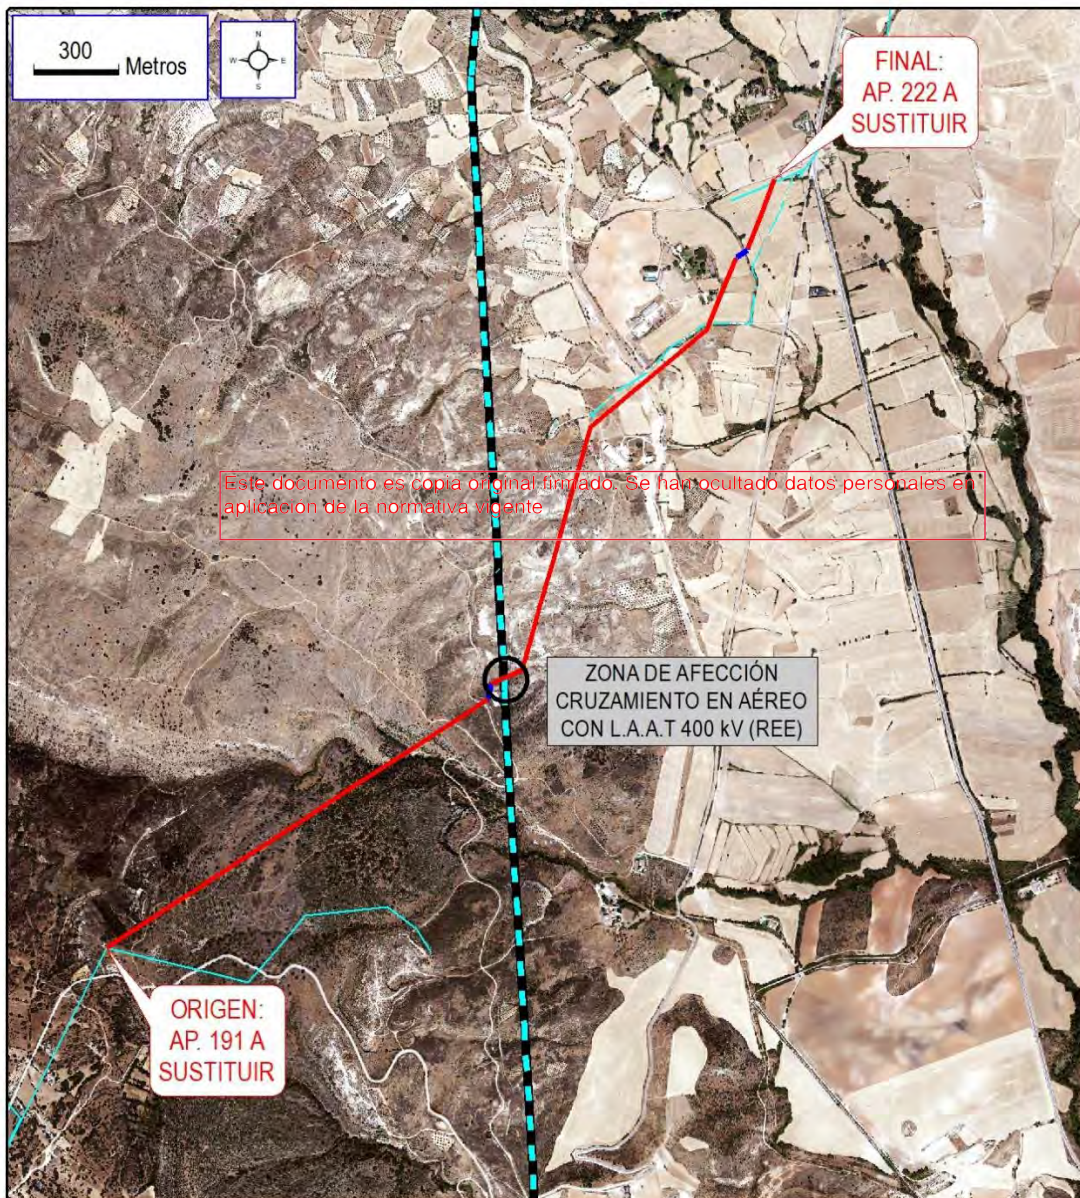 300
Metros
N
W E
S
FINAL:
AP. 222 A
SUSTITUIR
Este documento es copia original firmado. Se han ocultado datos personales en
aplicación de la normativa vigente
ZONA DE AFECCIÓN
CRUZAMIENTO EN AÉREO
CON L.A.A.T 400 kV (REE)
ORIGEN:
AP. 191 A
SUSTITUIR